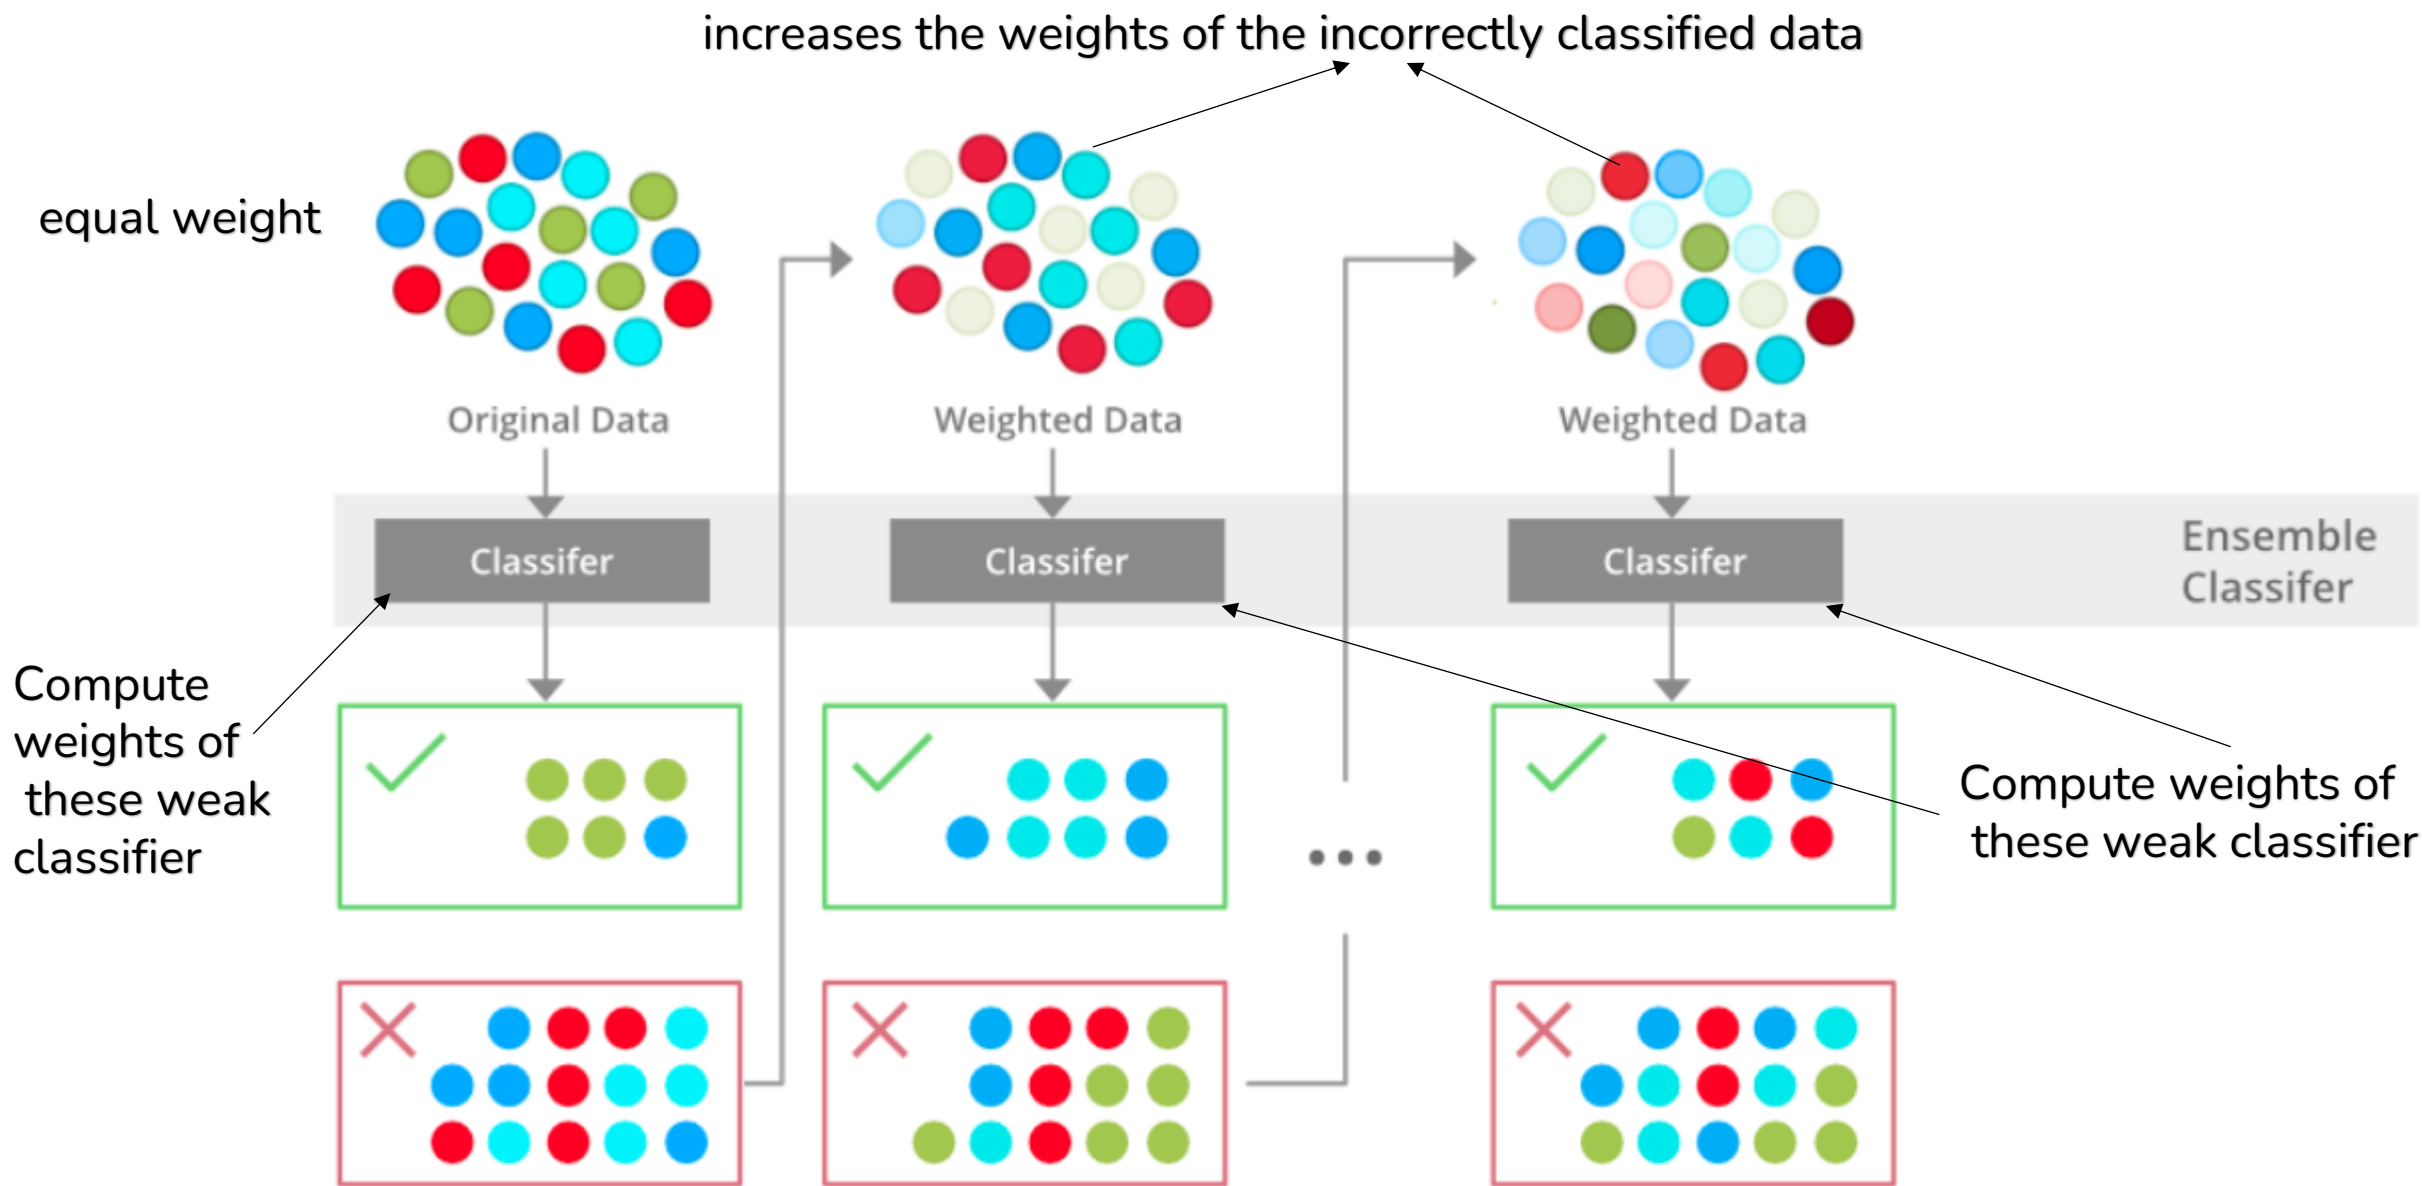 increases the weights of the incorrectly classified data
equal weight
Original Data
Weighted Data
Weighted Data
Classifer
Classifer
Classifer
Ensemble
Classifer
Compute
weights of
these weak
classifier
Compute weights of
these weak classifier